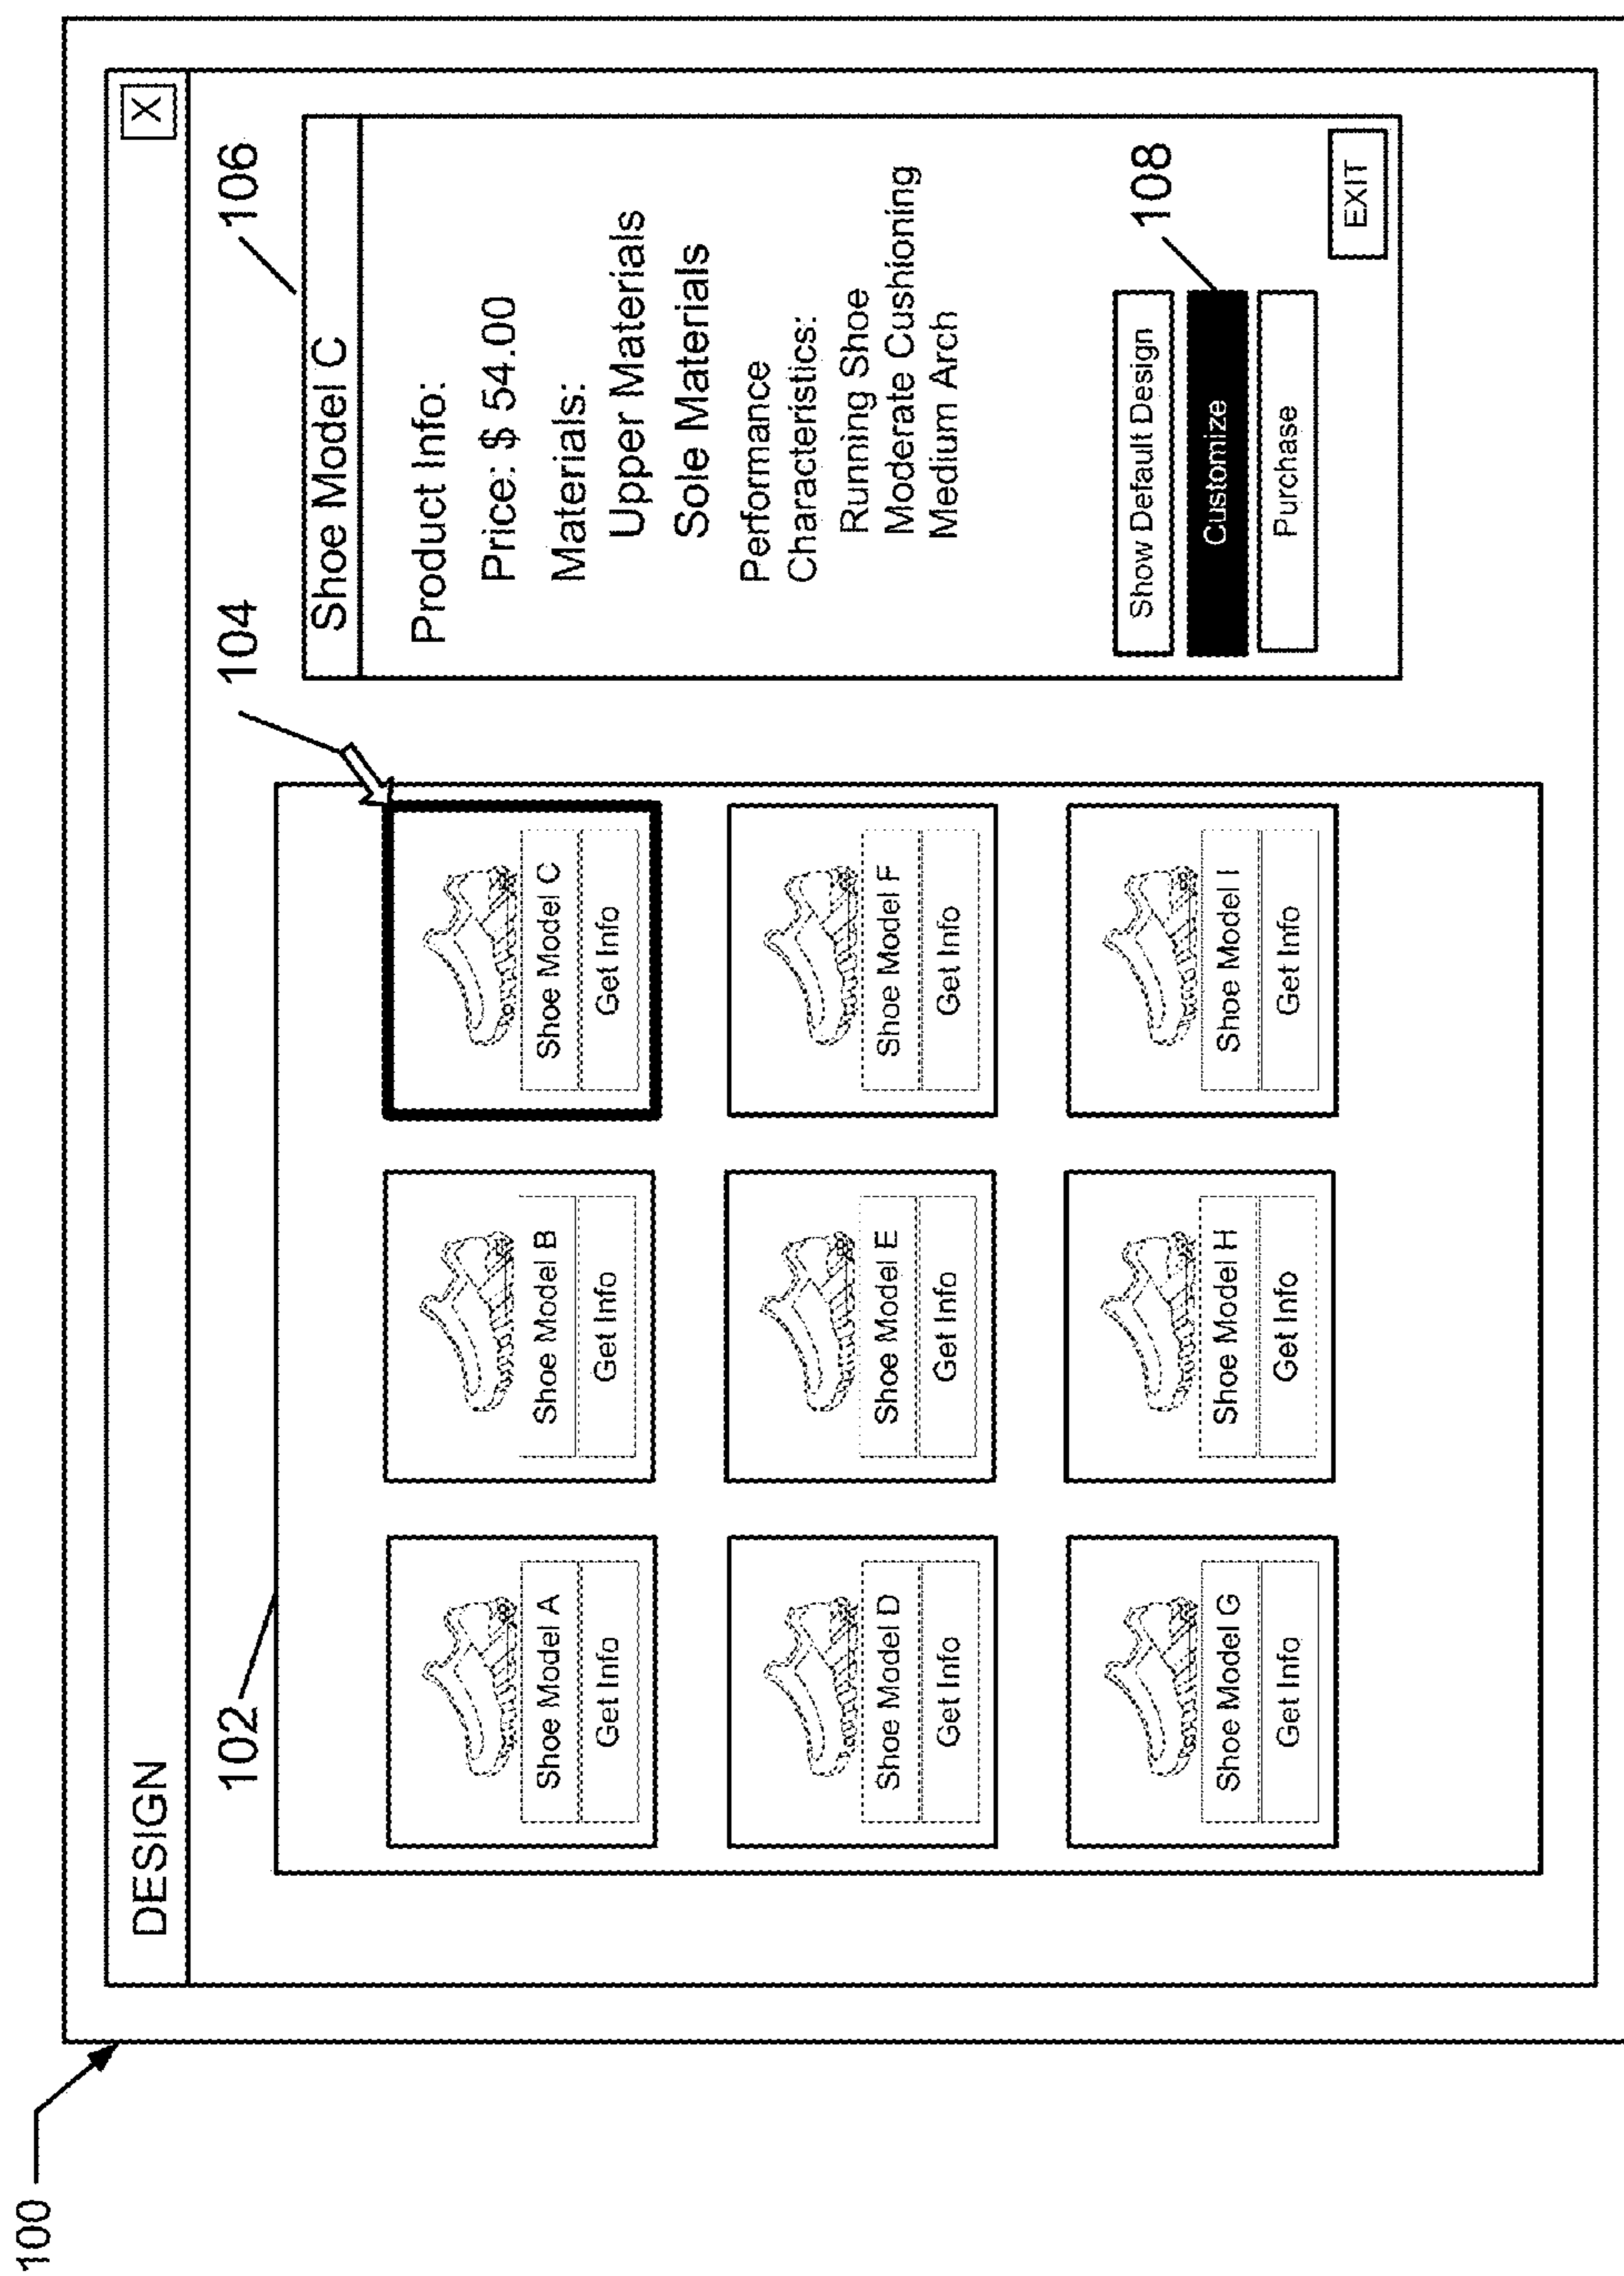 100
DESIGN
X
102
104
106
Shoe Model A
Get Info
Shoe Model B
Get Info
Shoe Model C
Get Info
Shoe Model D
Get Info
Shoe Model E
Get Info
Shoe Model F
Get Info
Shoe Model G
Get Info
Shoe Model H
Get Info
Shoe Model I
Get Info
Shoe Model C
Product Info:
Price: $ 54.00
Materials:
Upper Materials
Sole Materials
Performance
Characteristics:
Running Shoe
Moderate Cushioning
Medium Arch
108
Show Default Design
Customize
Purchase
EXIT